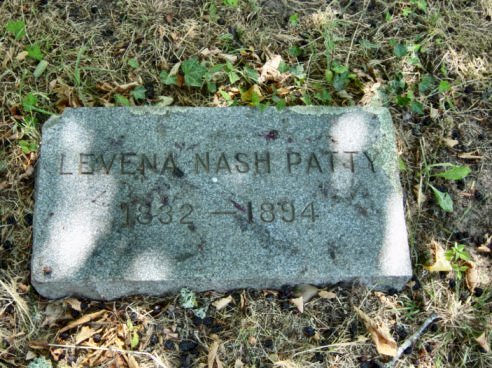 LEVENA NASH PATTY
1832 — 1894